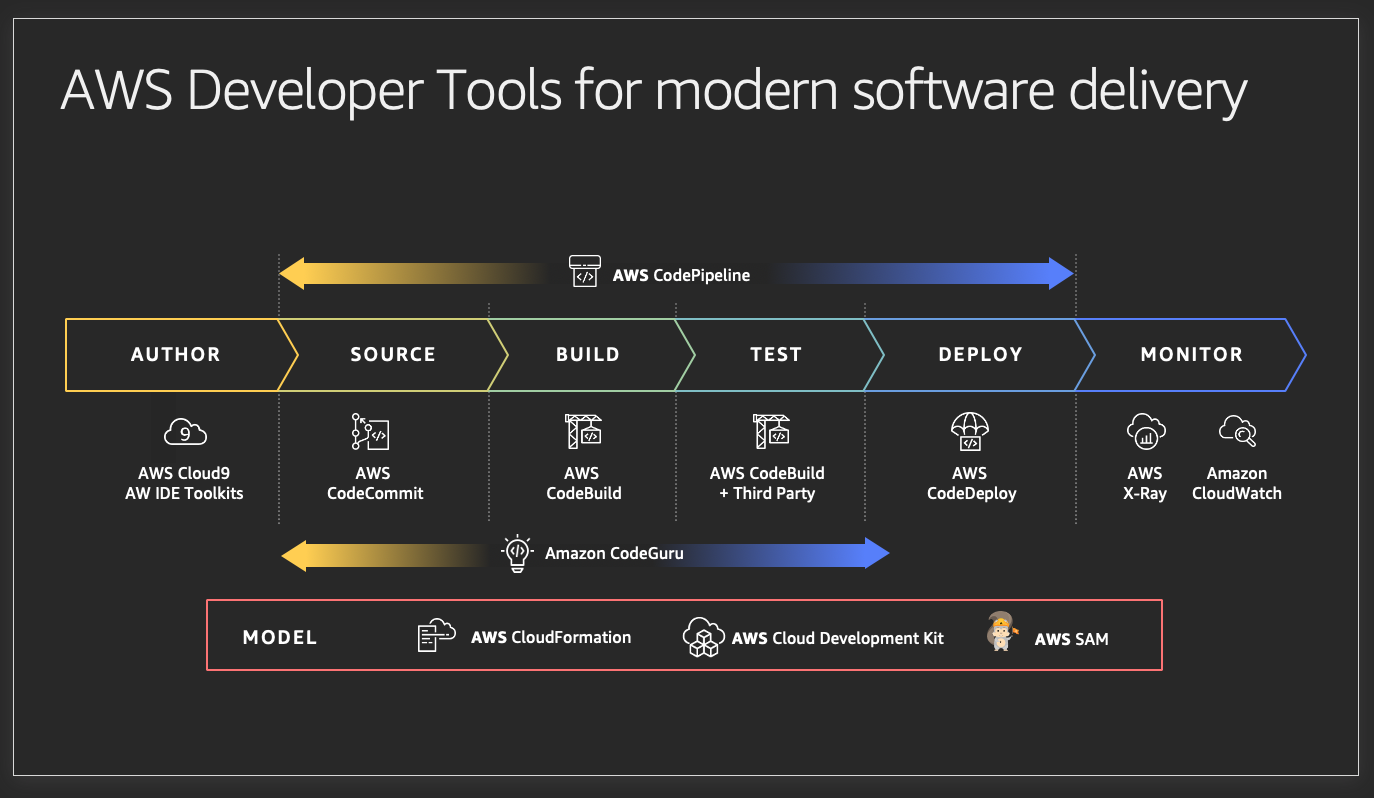 AWS Developer Tools for modern software delivery
AWS CodePipeline
AUTHOR
SOURCE
BUILD
TEST
DEPLOY
MONITOR
9
AWS Cloud9
AW IDE Toolkits
AWS
CodeCommit
AWS
CodeBuild
AWS CodeBuild
+ Third Party
AWS
CodeDeploy
AWS
X-Ray
Amazon
CloudWatch
Amazon CodeGuru
MODEL
AWS CloudFormation
AWS Cloud Development Kit
AWS SAM